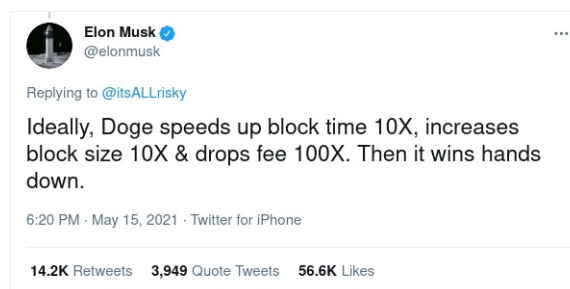 Elon Musk
@elonmusk
Replying to @itsALLrisky
Ideally, Doge speeds up block time 10X, increases
block size 10X & drops fee 100X. Then it wins hands
down.
6:20 PM · May 15, 2021 · Twitter for iPhone
14.2K Retweets 3,949 Quote Tweets 56.6K Likes